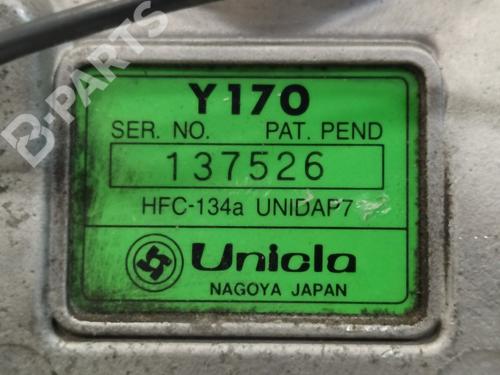 B-PARTS
Y170
SER. NO. PAT. PEND
137526
HFC-134a UNIDAP7
Unicla
NAGOYA JAPAN